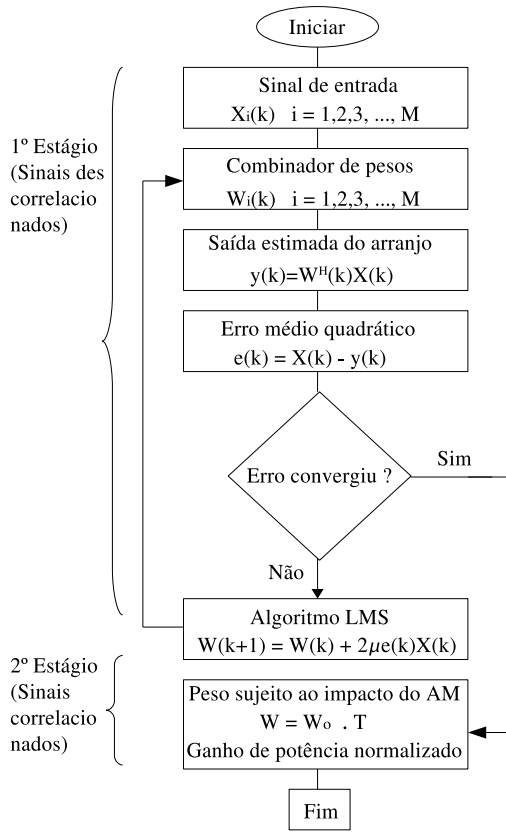 Iniciar
Sinal de entrada
Xi(k) i = 1,2,3, ..., M
1º Estágio
(Sinais des
correlacio
nados)
Combinador de pesos
Wi(k) i = 1,2,3, ..., M
Saída estimada do arranjo
y(k)=Wᴴ(k)X(k)
Erro médio quadrático
e(k) = X(k) - y(k)
Erro convergiu ?
Sim
Não
Algoritmo LMS
W(k+1) = W(k) + 2µe(k)X(k)
2º Estágio
(Sinais
correlacio
nados)
Peso sujeito ao impacto do AM
W = Wo . T
Ganho de potência normalizado
Fim